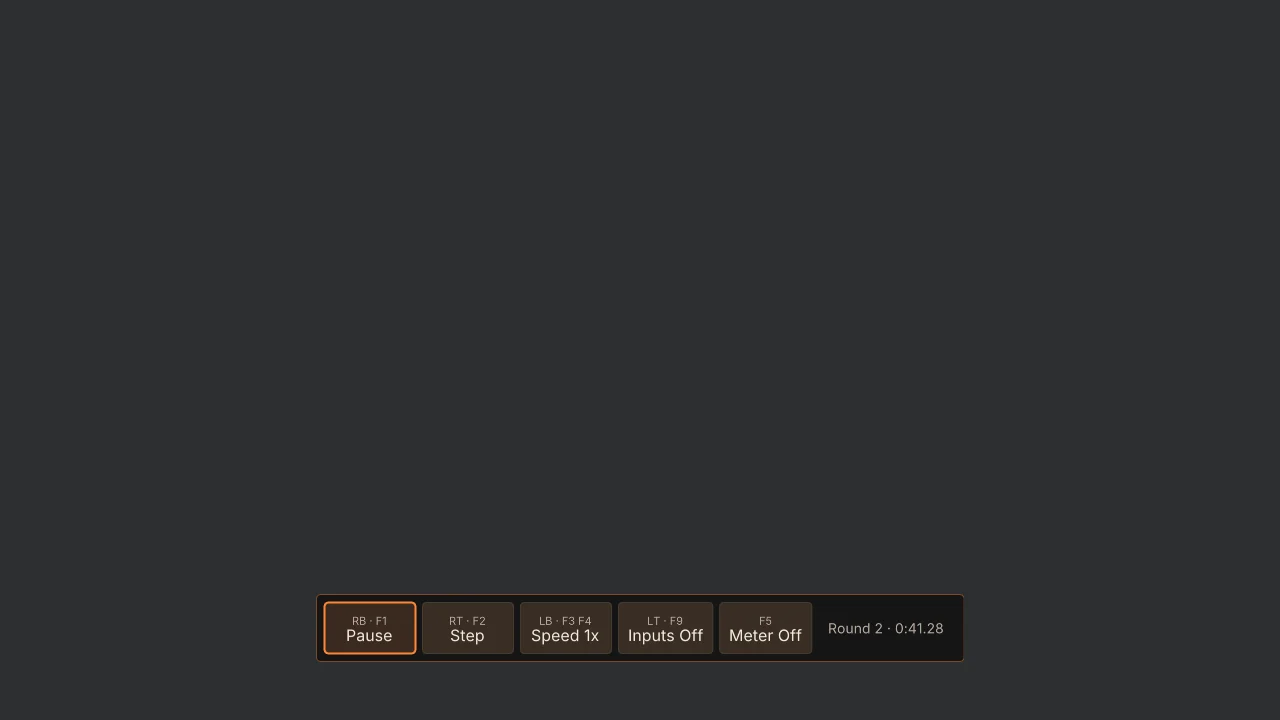 RB · F1
Pause
RT · F2
Step
LB · F3 F4
Speed 1x
LT · F9
Inputs Off
F5
Meter Off
Round 2 · 0:41.28